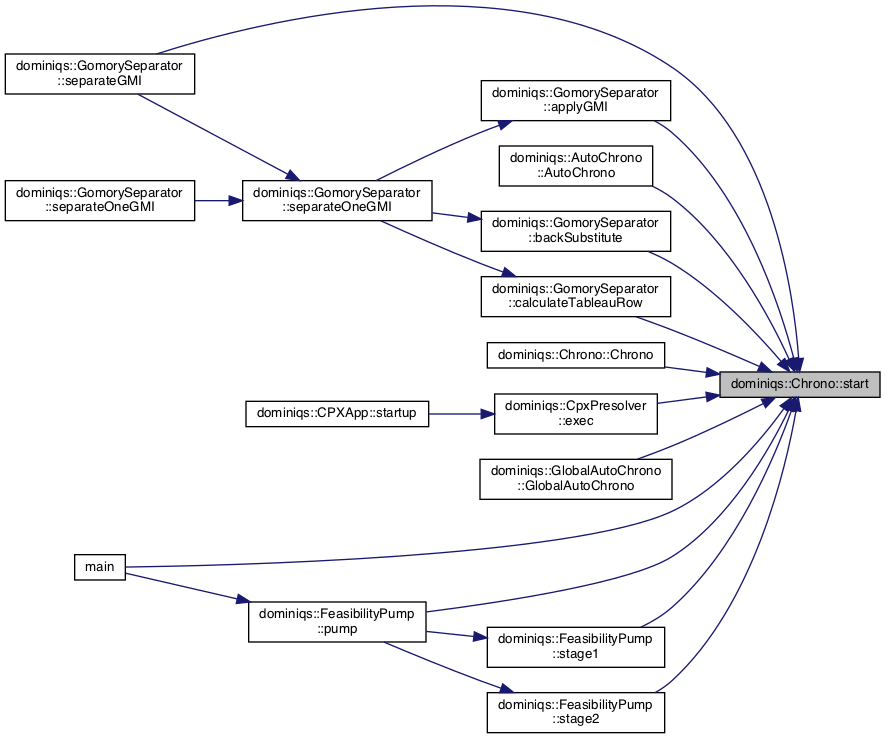 dominiqs::GomorySeparator
::separateGMI
dominiqs::GomorySeparator
::applyGMI
dominiqs::AutoChrono
::AutoChrono
dominiqs::GomorySeparator
::separateOneGMI
dominiqs::GomorySeparator
::separateOneGMI
dominiqs::GomorySeparator
::backSubstitute
dominiqs::GomorySeparator
::calculateTableauRow
dominiqs::Chrono::Chrono
dominiqs::Chrono::start
dominiqs::CPXApp::startup
dominiqs::CpxPresolver
::exec
dominiqs::GlobalAutoChrono
::GlobalAutoChrono
main
dominiqs::FeasibilityPump
::pump
dominiqs::FeasibilityPump
::stage1
dominiqs::FeasibilityPump
::stage2